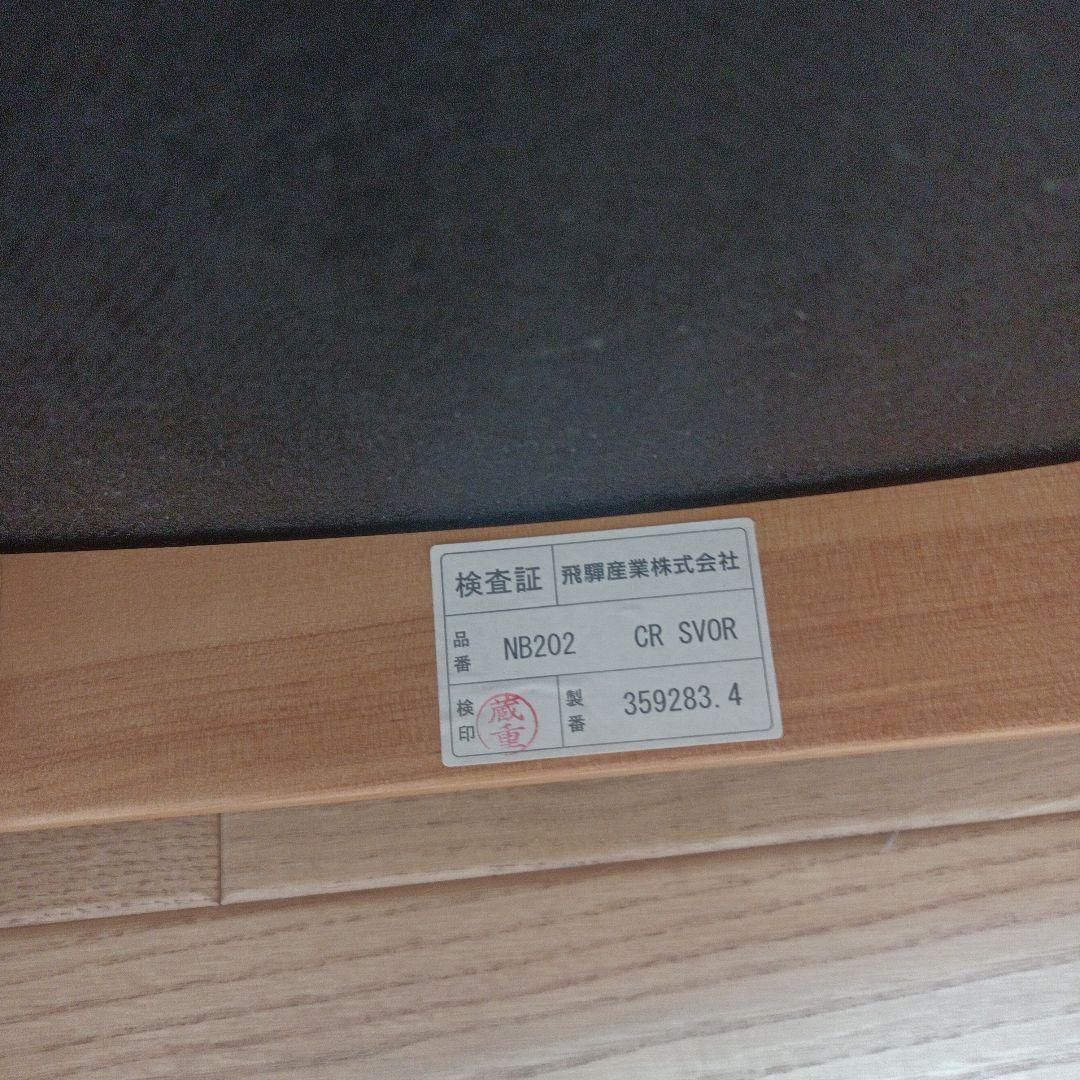 検査証 飛驒産業株式会社
品番 NB202 CR SVOR
検印 蔵重 製番 359283.4